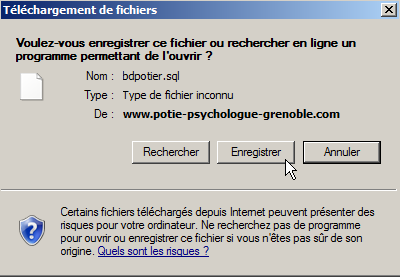 Téléchargement de fichiers
Voulez-vous enregistrer ce fichier ou rechercher en ligne un
programme permettant de l'ouvrir ?
Nom : bdpotier.sql
Type : Type de fichier inconnu
De : www.potie-psychologue-grenoble.com
Rechercher Enregistrer Annuler
Certains fichiers téléchargés depuis Internet peuvent présenter des
risques pour votre ordinateur. Ne recherchez pas de programme
pour ouvrir ou enregistrer ce fichier si vous n'êtes pas sûr de son
origine. Quels sont les risques ?